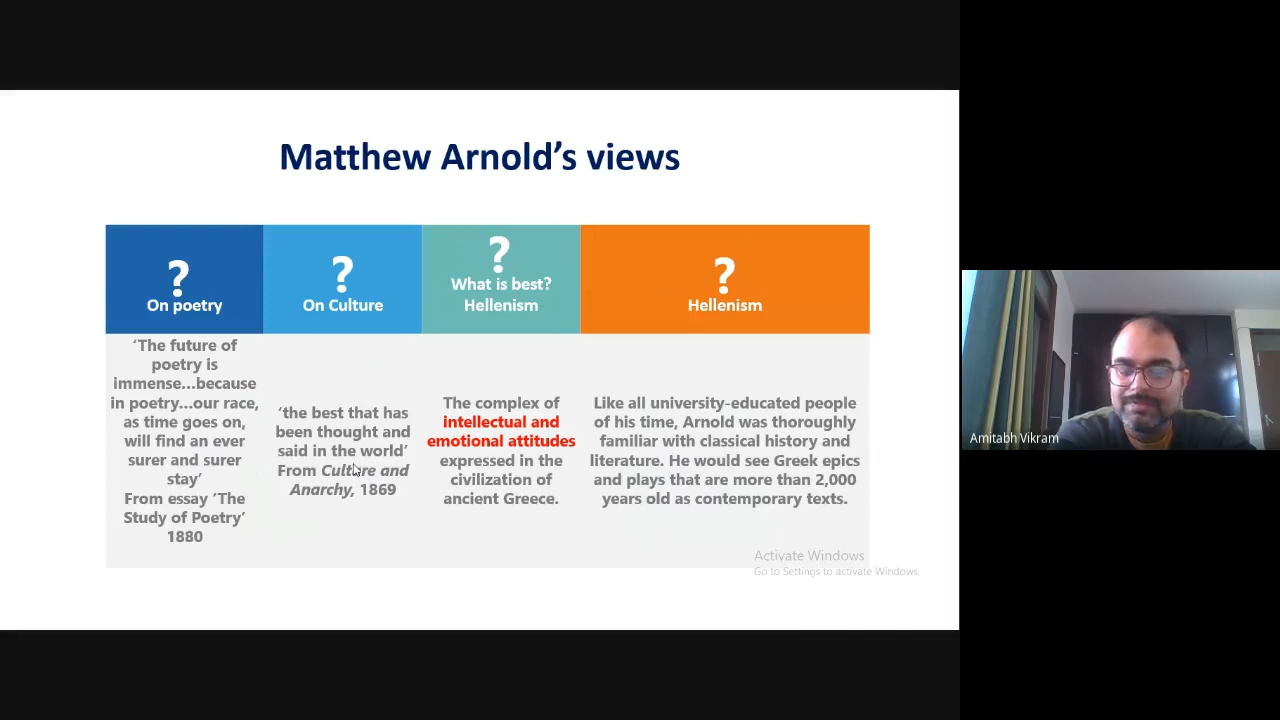 Matthew Arnold’s views
?
On poetry
?
On Culture
?
What is best?
Hellenism
?
Hellenism
‘The future of
poetry is
immense...because
in poetry...our race,
as time goes on,
will find an ever
surer and surer
stay’
From essay ‘The
Study of Poetry’
1880
‘the best that has
been thought and
said in the world’
From Culture and
Anarchy, 1869
The complex of
intellectual and
emotional attitudes
expressed in the
civilization of
ancient Greece.
Like all university-educated people
of his time, Arnold was thoroughly
familiar with classical history and
literature. He would see Greek epics
and plays that are more than 2,000
years old as contemporary texts.
Activate Windows
Go to Settings to activate Windows.
Amitabh Vikram